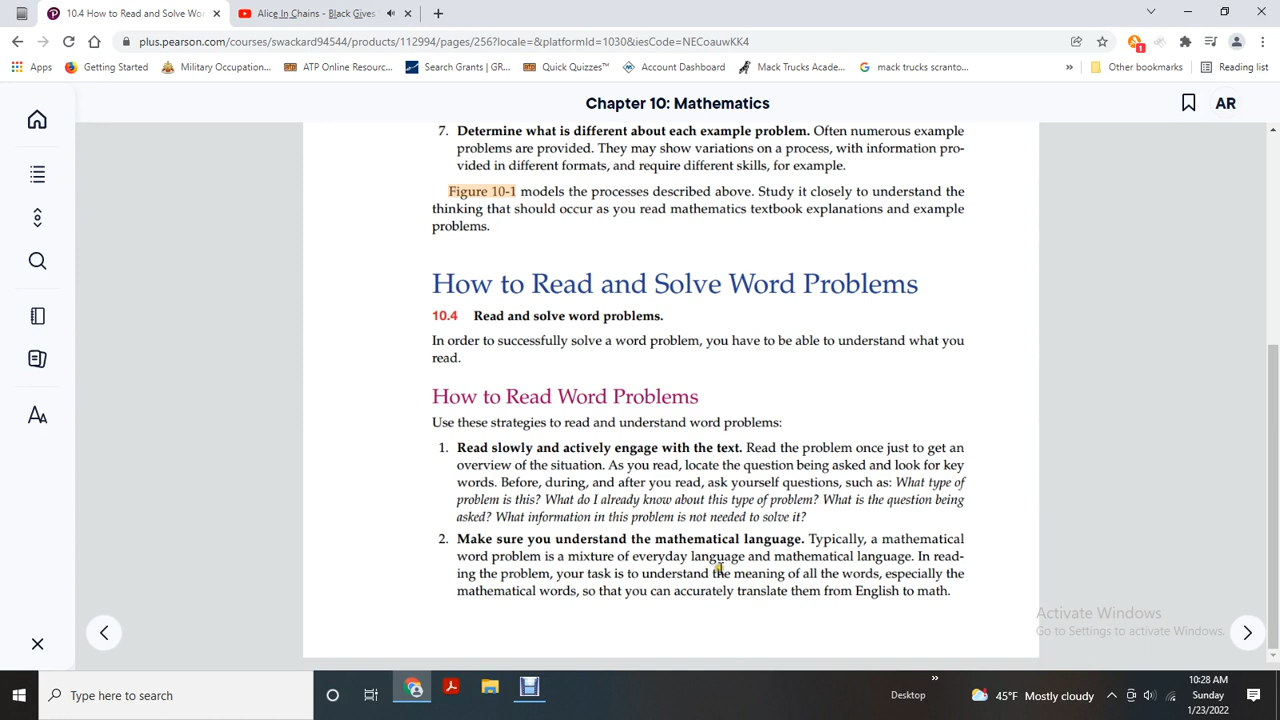 10.4 How to Read and Solve Wor
Alice In Chains - Black Gives
plus.pearson.com/courses/swackard94544/products/112994/pages/256?locale=&platformId=1030&iesCode=NECoauwKK4
1
Apps
Getting Started
Military Occupation...
ATP Online Resourc...
Search Grants | GR...
Quick Quizzes™
Account Dashboard
Mack Trucks Acade...
mack trucks scranto...
»
Other bookmarks
Reading list
Chapter 10: Mathematics
AR
7. Determine what is different about each example problem. Often numerous example
problems are provided. They may show variations on a process, with information pro-
vided in different formats, and require different skills, for example.
Figure 10-1 models the processes described above. Study it closely to understand the
thinking that should occur as you read mathematics textbook explanations and example
problems.
How to Read and Solve Word Problems
10.4 Read and solve word problems.
In order to successfully solve a word problem, you have to be able to understand what you
read.
How to Read Word Problems
Use these strategies to read and understand word problems:
1. Read slowly and actively engage with the text. Read the problem once just to get an
overview of the situation. As you read, locate the question being asked and look for key
words. Before, during, and after you read, ask yourself questions, such as: What type of
problem is this? What do I already know about this type of problem? What is the question being
asked? What information in this problem is not needed to solve it?
2. Make sure you understand the mathematical language. Typically, a mathematical
word problem is a mixture of everyday language and mathematical language. In read-
ing the problem, your task is to understand the meaning of all the words, especially the
mathematical words, so that you can accurately translate them from English to math.
Activate Windows
Go to Settings to activate Windows.
AA
Type here to search
Desktop
»
45°F Mostly cloudy
10:28 AM
Sunday
1/23/2022